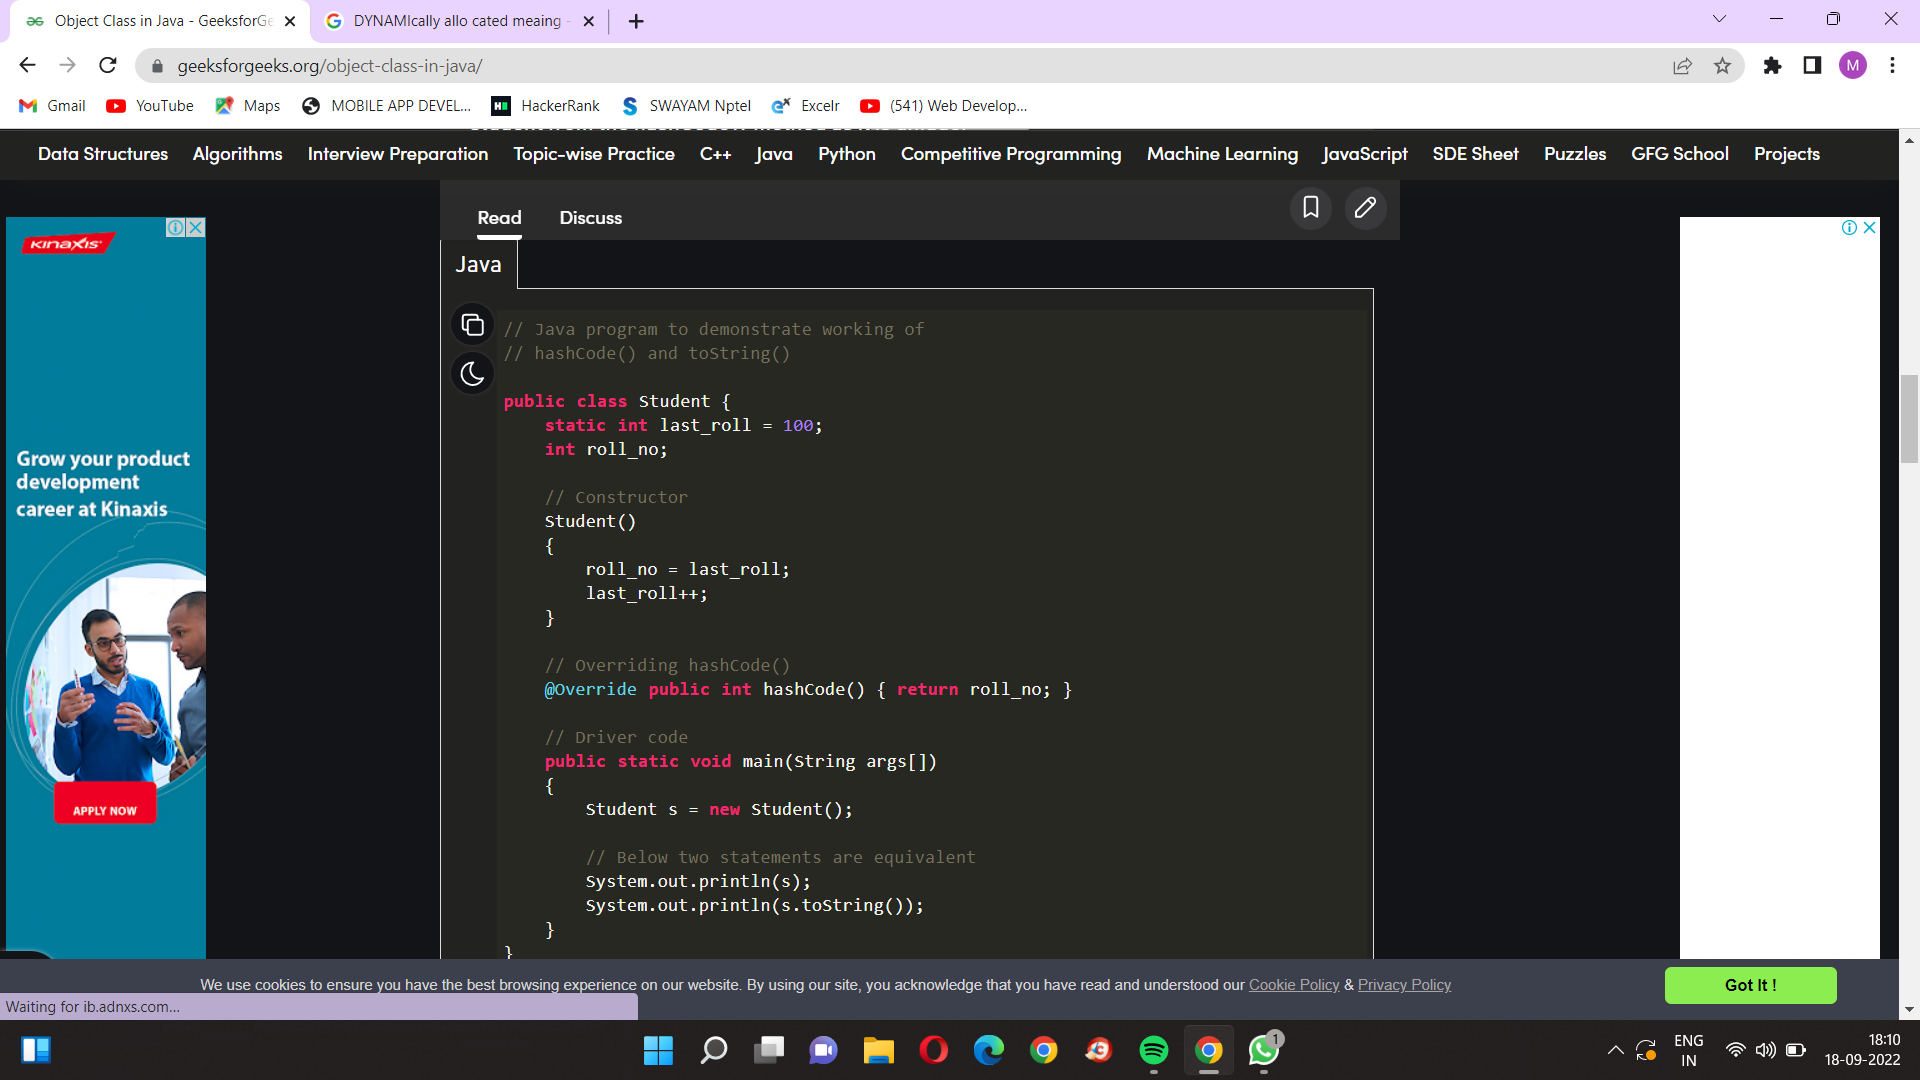 Object Class in Java - GeeksforGe
DYNAMIcally allo cated meaing -
geeksforgeeks.org/object-class-in-java/
M
Gmail
YouTube
Maps
MOBILE APP DEVEL...
HackerRank
SWAYAM Nptel
Excelr
(541) Web Develop...
Data Structures
Algorithms
Interview Preparation
Topic-wise Practice
C++
Java
Python
Competitive Programming
Machine Learning
JavaScript
SDE Sheet
Puzzles
GFG School
Projects
Read
Discuss
Java
// Java program to demonstrate working of
// hashCode() and toString()
public class Student {
static int last_roll = 100;
int roll_no;
// Constructor
Student()
{
roll_no = last_roll;
last_roll++;
}
// Overriding hashCode()
@Override public int hashCode() { return roll_no; }
// Driver code
public static void main(String args[])
{
Student s = new Student();
// Below two statements are equivalent
System.out.println(s);
System.out.println(s.toString());
}
}
KINAXIS
Grow your product
development
career at Kinaxis
APPLY NOW
We use cookies to ensure you have the best browsing experience on our website. By using our site, you acknowledge that you have read and understood our Cookie Policy & Privacy Policy
Got It !
Waiting for ib.adnxs.com...
1
ENG
IN
18:10
18-09-2022